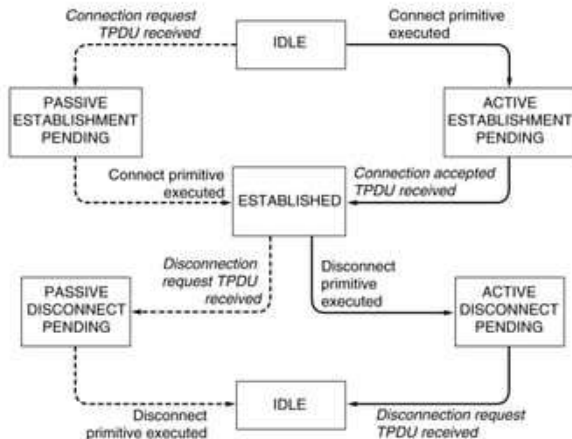 Connection request
TPDU received
IDLE
Connect primitive
executed
PASSIVE
ESTABLISHMENT
PENDING
ACTIVE
ESTABLISHMENT
PENDING
Connect primitive
executed
Connection accepted
TPDU received
ESTABLISHED
Disconnection
request TPDU
received
Disconnect
primitive
executed
PASSIVE
DISCONNECT
PENDING
ACTIVE
DISCONNECT
PENDING
IDLE
Disconnect
primitive executed
Disconnection request
TPDU received